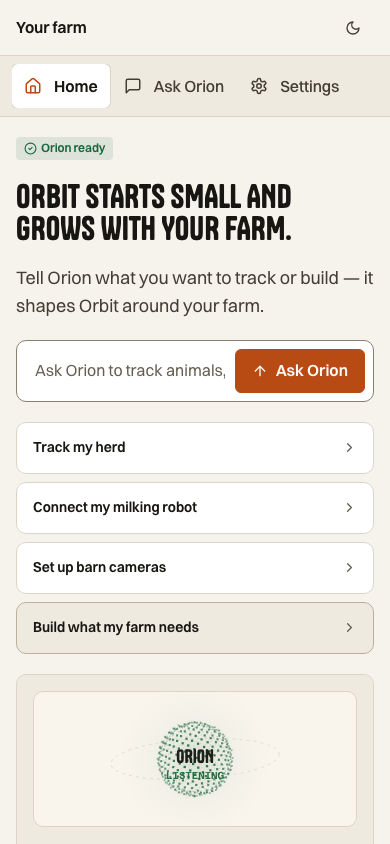 Your farm
Home
Ask Orion
Settings
Orion ready
ORBIT STARTS SMALL AND
GROWS WITH YOUR FARM.
Tell Orion what you want to track or build — it
shapes Orbit around your farm.
Ask Orion to track animals,
Ask Orion
Track my herd
Connect my milking robot
Set up barn cameras
Build what my farm needs
ORION
LISTENING